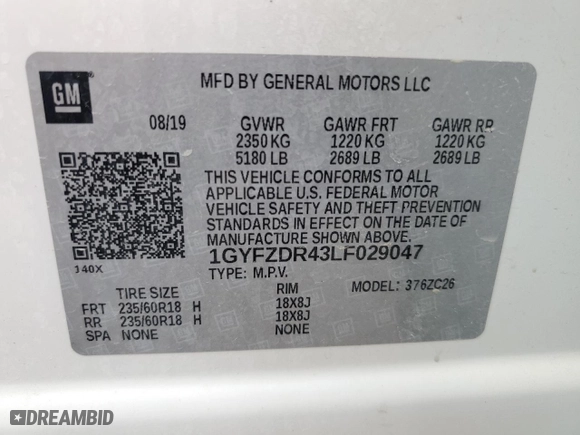 GM
MFD BY GENERAL MOTORS LLC
08/19 GVWR GAWR FRT GAWR RR
2350 KG 1220 KG 1220 KG
5180 LB 2689 LB 2689 LB
THIS VEHICLE CONFORMS TO ALL
APPLICABLE U.S. FEDERAL MOTOR
VEHICLE SAFETY AND THEFT PREVENTION
STANDARDS IN EFFECT ON THE DATE OF
MANUFACTURE SHOWN ABOVE.
1GYFZDR43LF029047
140X
TYPE: M.P.V. MODEL: 376ZC26
TIRE SIZE RIM
FRT 235/60R18 H 18X8J
RR 235/60R18 H 18X8J
SPA NONE NONE
DREAMBID